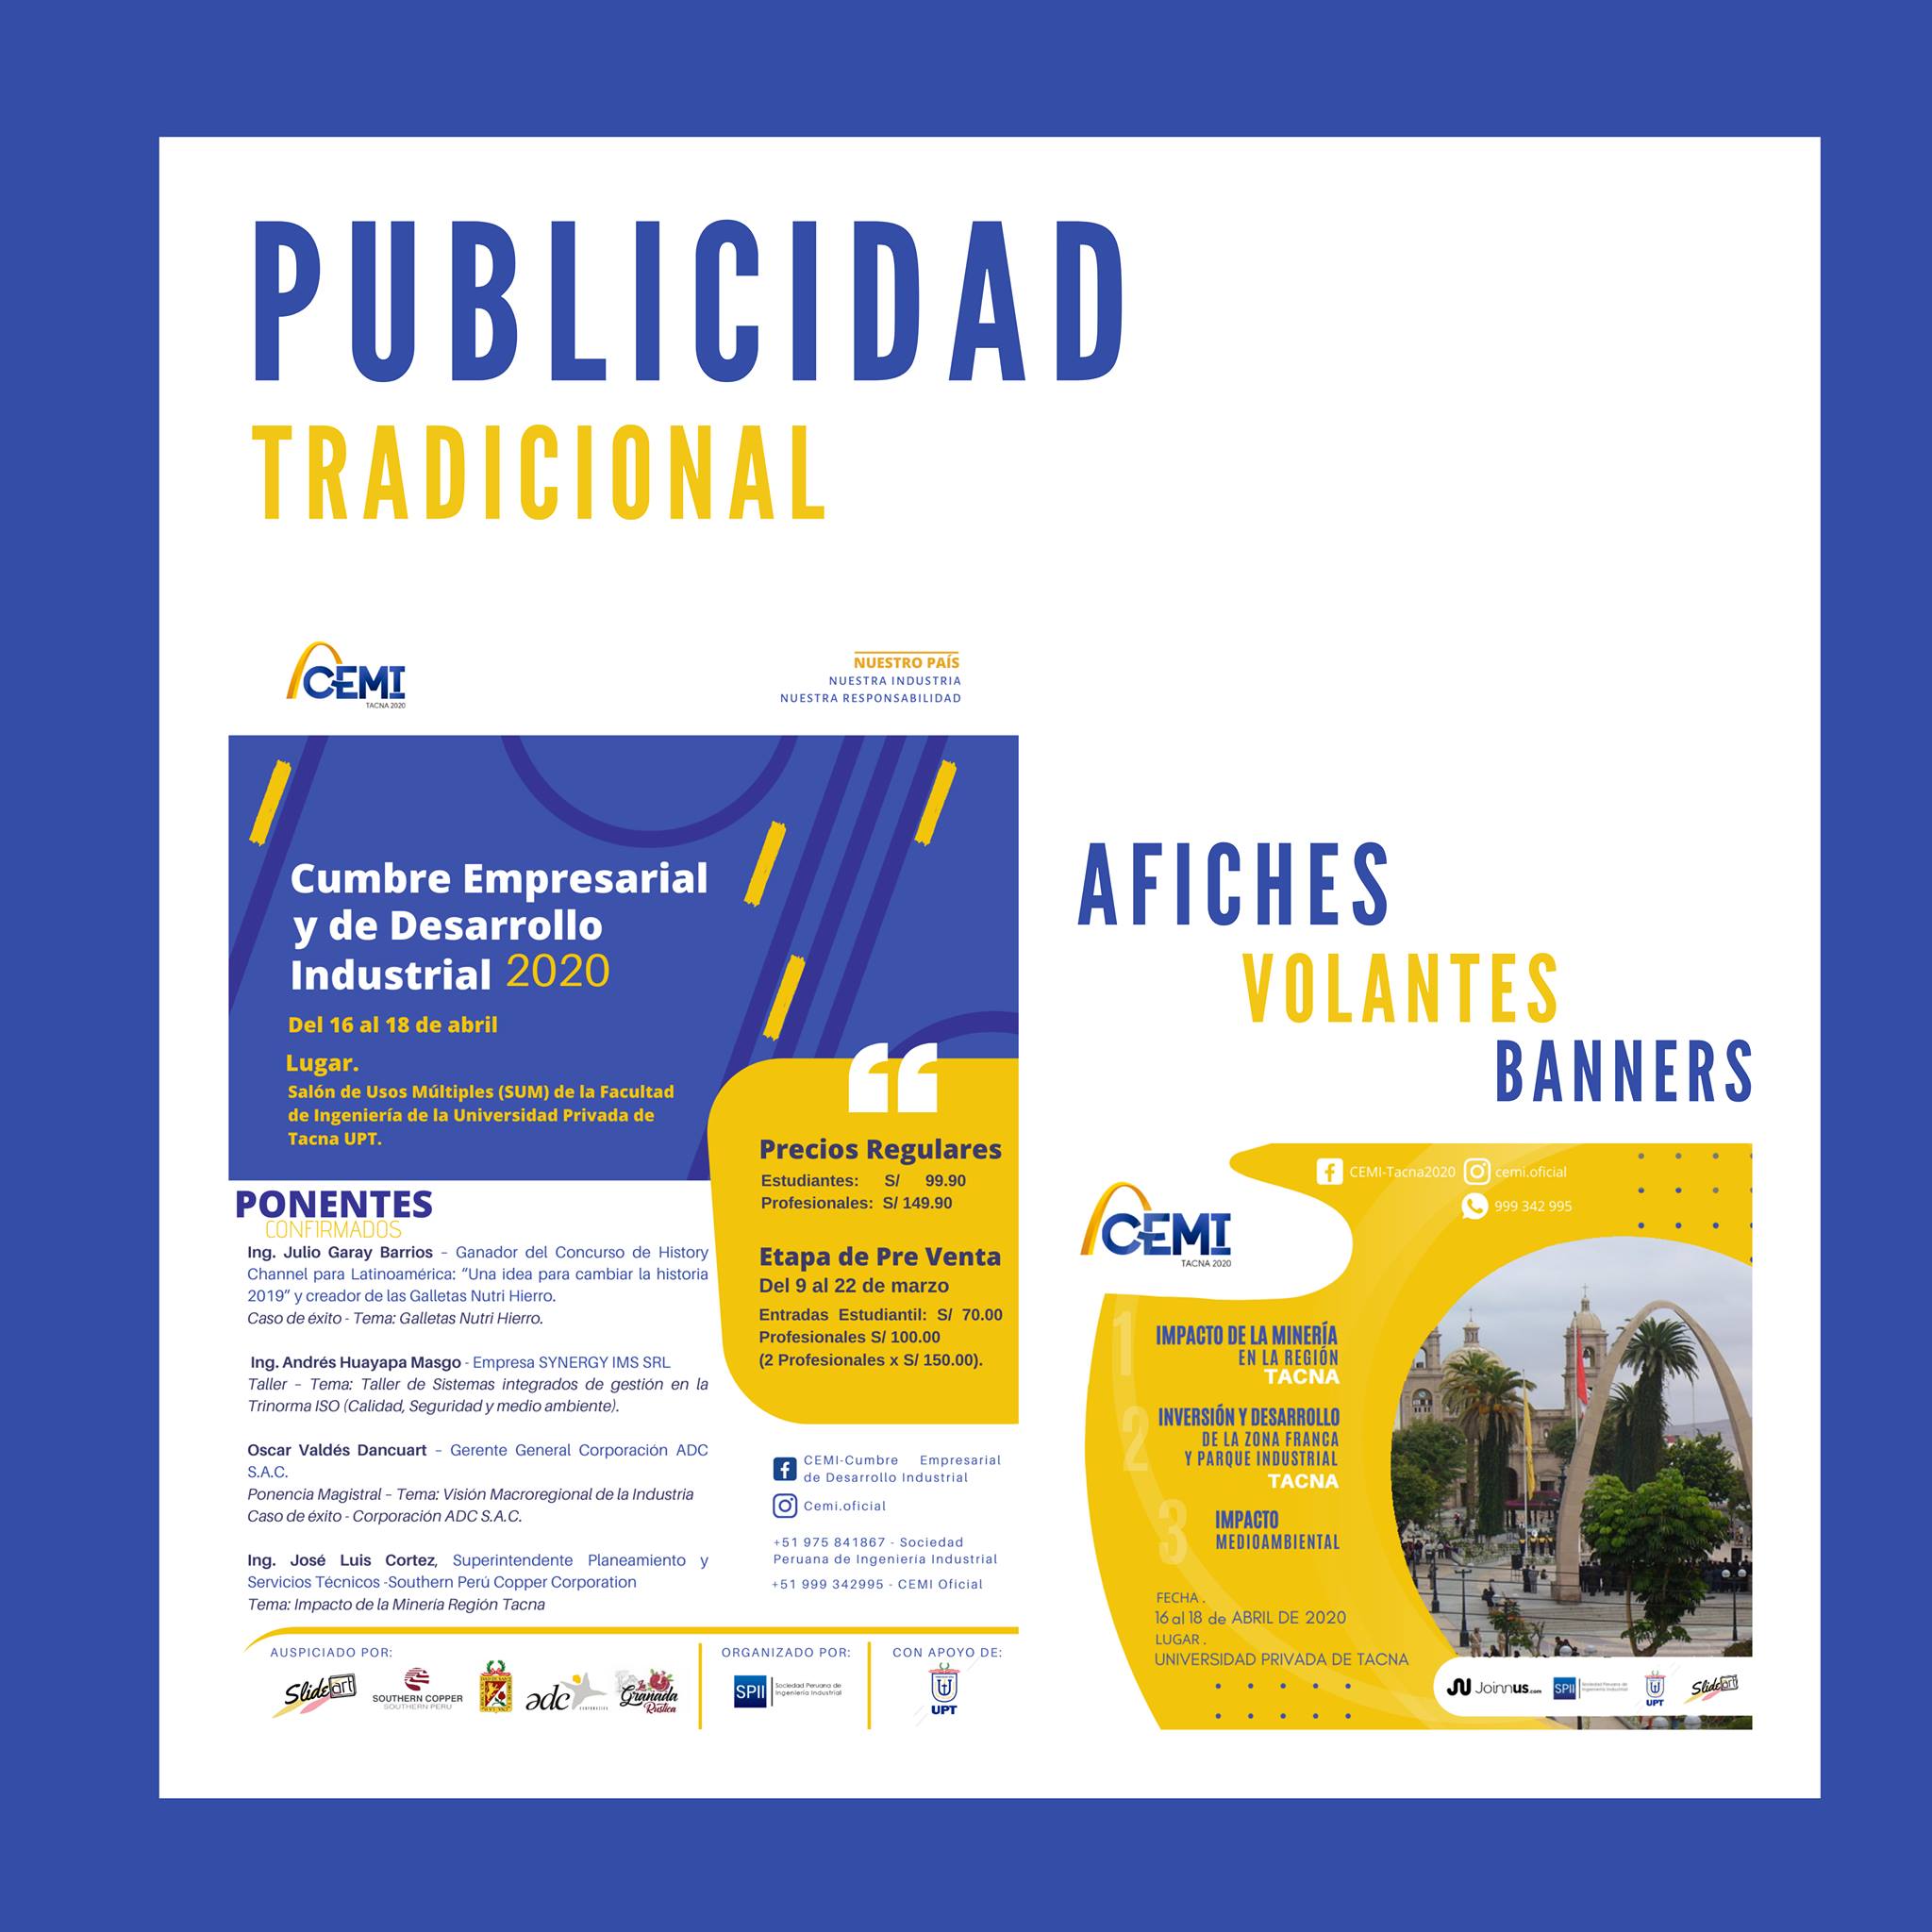 PUBLICIDAD
TRADICIONAL
CEMI
TACNA 2020
NUESTRO PAÍS
NUESTRA INDUSTRIA
NUESTRA RESPONSABILIDAD
Cumbre Empresarial
y de Desarrollo
Industrial 2020
Del 16 al 18 de abril
Lugar.
Salón de Usos Múltiples (SUM) de la Facultad
de Ingeniería de la Universidad Privada de
Tacna UPT.
Precios Regulares
Estudiantes: S/ 99.90
Profesionales: S/ 149.90
Etapa de Pre Venta
Del 9 al 22 de marzo
Entradas Estudiantil: S/ 70.00
Profesionales S/ 100.00
(2 Profesionales x S/ 150.00).
PONENTES
CONFIRMADOS
Ing. Julio Garay Barrios – Ganador del Concurso de History
Channel para Latinoamérica: "Una idea para cambiar la historia
2019" y creador de las Galletas Nutri Hierro.
Caso de éxito - Tema: Galletas Nutri Hierro.
Ing. Andrés Huayapa Masgo - Empresa SYNERGY IMS SRL
Taller – Tema: Taller de Sistemas integrados de gestión en la
Trinorma ISO (Calidad, Seguridad y medio ambiente).
Oscar Valdés Dancuart – Gerente General Corporación ADC
S.A.C.
Ponencia Magistral – Tema: Visión Macroregional de la Industria
Caso de éxito - Corporación ADC S.A.C.
Ing. José Luis Cortez, Superintendente Planeamiento y
Servicios Técnicos -Southern Perú Copper Corporation
Tema: Impacto de la Minería Región Tacna
CEMI-Cumbre Empresarial
de Desarrollo Industrial
Cemi.oficial
+51 975 841867 - Sociedad
Peruana de Ingeniería Industrial
+51 999 342995 - CEMI Oficial
AUSPICIADO POR:
Slide art
SOUTHERN COPPER
SOUTHERN PERU
adc
La Granada
Rustica
ORGANIZADO POR:
SPII
Sociedad Peruana de
Ingeniería Industrial
CON APOYO DE:
UPT
AFICHES
VOLANTES
BANNERS
CEMI-Tacna2020
cemi.oficial
999 342 995
CEMI
TACNA 2020
1
IMPACTO DE LA MINERÍA
EN LA REGIÓN
TACNA
2
INVERSIÓN Y DESARROLLO
DE LA ZONA FRANCA
Y PARQUE INDUSTRIAL
TACNA
3
IMPACTO
MEDIOAMBIENTAL
FECHA .
16 al 18 de ABRIL DE 2020
LUGAR .
UNIVERSIDAD PRIVADA DE TACNA
Joinnus.com
SPII
Sociedad Peruana de
Ingeniería Industrial
UPT
Slide art